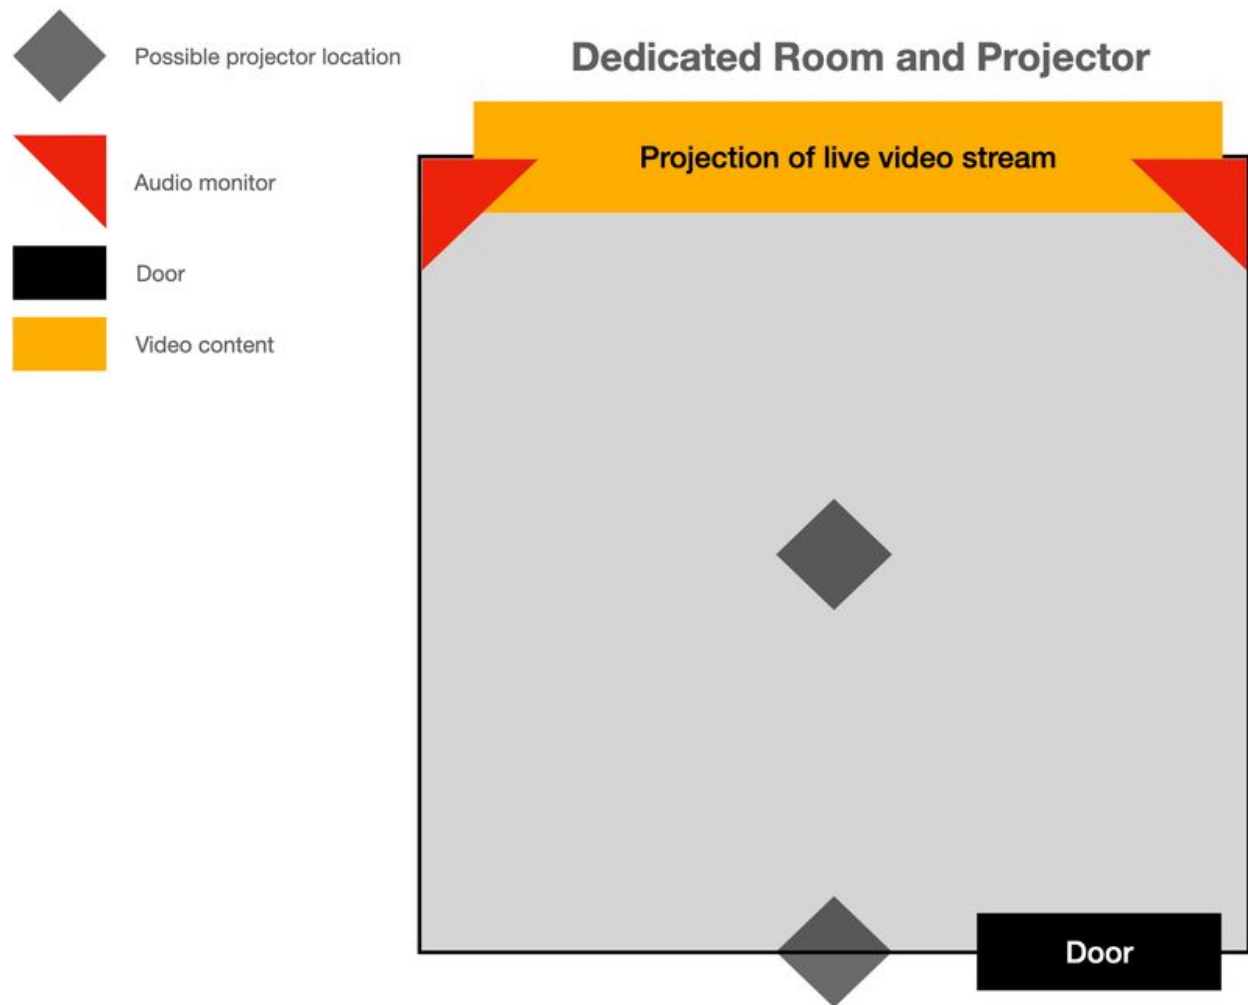 Possible projector location
Dedicated Room and Projector
Audio monitor
Projection of live video stream
Door
Video content
Door